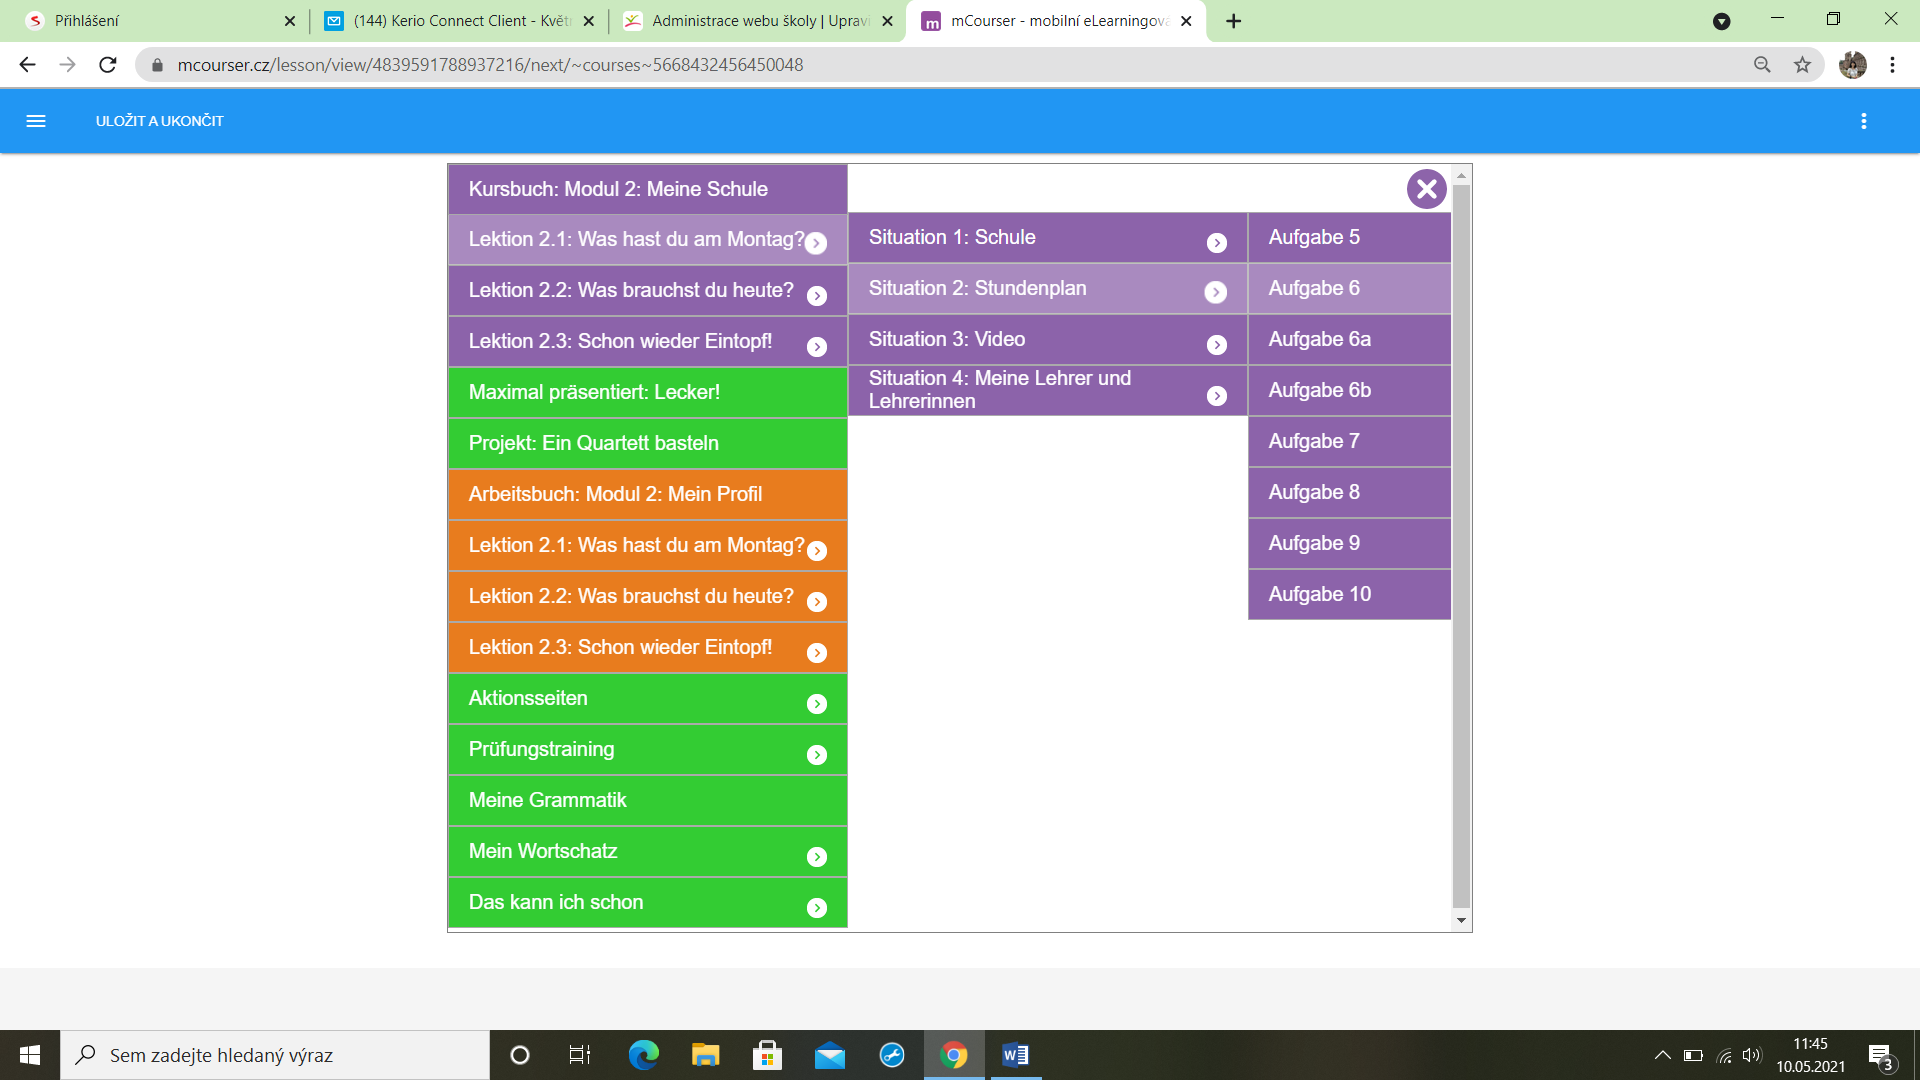 Přihlášení
(144) Kerio Connect Client - Květ
Administrace webu školy | Uprav
mCourser - mobilní eLearningov
mcourser.cz/lesson/view/4839591788937216/next/~courses~5668432456450048
ULOŽIT A UKONČIT
Kursbuch: Modul 2: Meine Schule
Lektion 2.1: Was hast du am Montag?
Lektion 2.2: Was brauchst du heute?
Lektion 2.3: Schon wieder Eintopf!
Maximal präsentiert: Lecker!
Projekt: Ein Quartett basteln
Arbeitsbuch: Modul 2: Mein Profil
Lektion 2.1: Was hast du am Montag?
Lektion 2.2: Was brauchst du heute?
Lektion 2.3: Schon wieder Eintopf!
Aktionsseiten
Prüfungstraining
Meine Grammatik
Mein Wortschatz
Das kann ich schon
Situation 1: Schule
Situation 2: Stundenplan
Situation 3: Video
Situation 4: Meine Lehrer und
Lehrerinnen
Aufgabe 5
Aufgabe 6
Aufgabe 6a
Aufgabe 6b
Aufgabe 7
Aufgabe 8
Aufgabe 9
Aufgabe 10
Sem zadejte hledaný výraz
11:45
10.05.2021
3